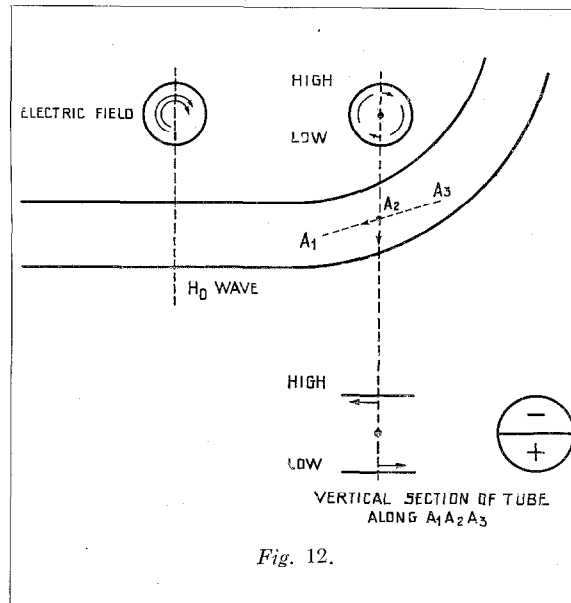 HIGH
ELECTRIC FIELD
LOW
A3
A2
A1
H0 WAVE
HIGH
−
+
LOW
VERTICAL SECTION OF TUBE
ALONG A1A2A3
Fig. 12.